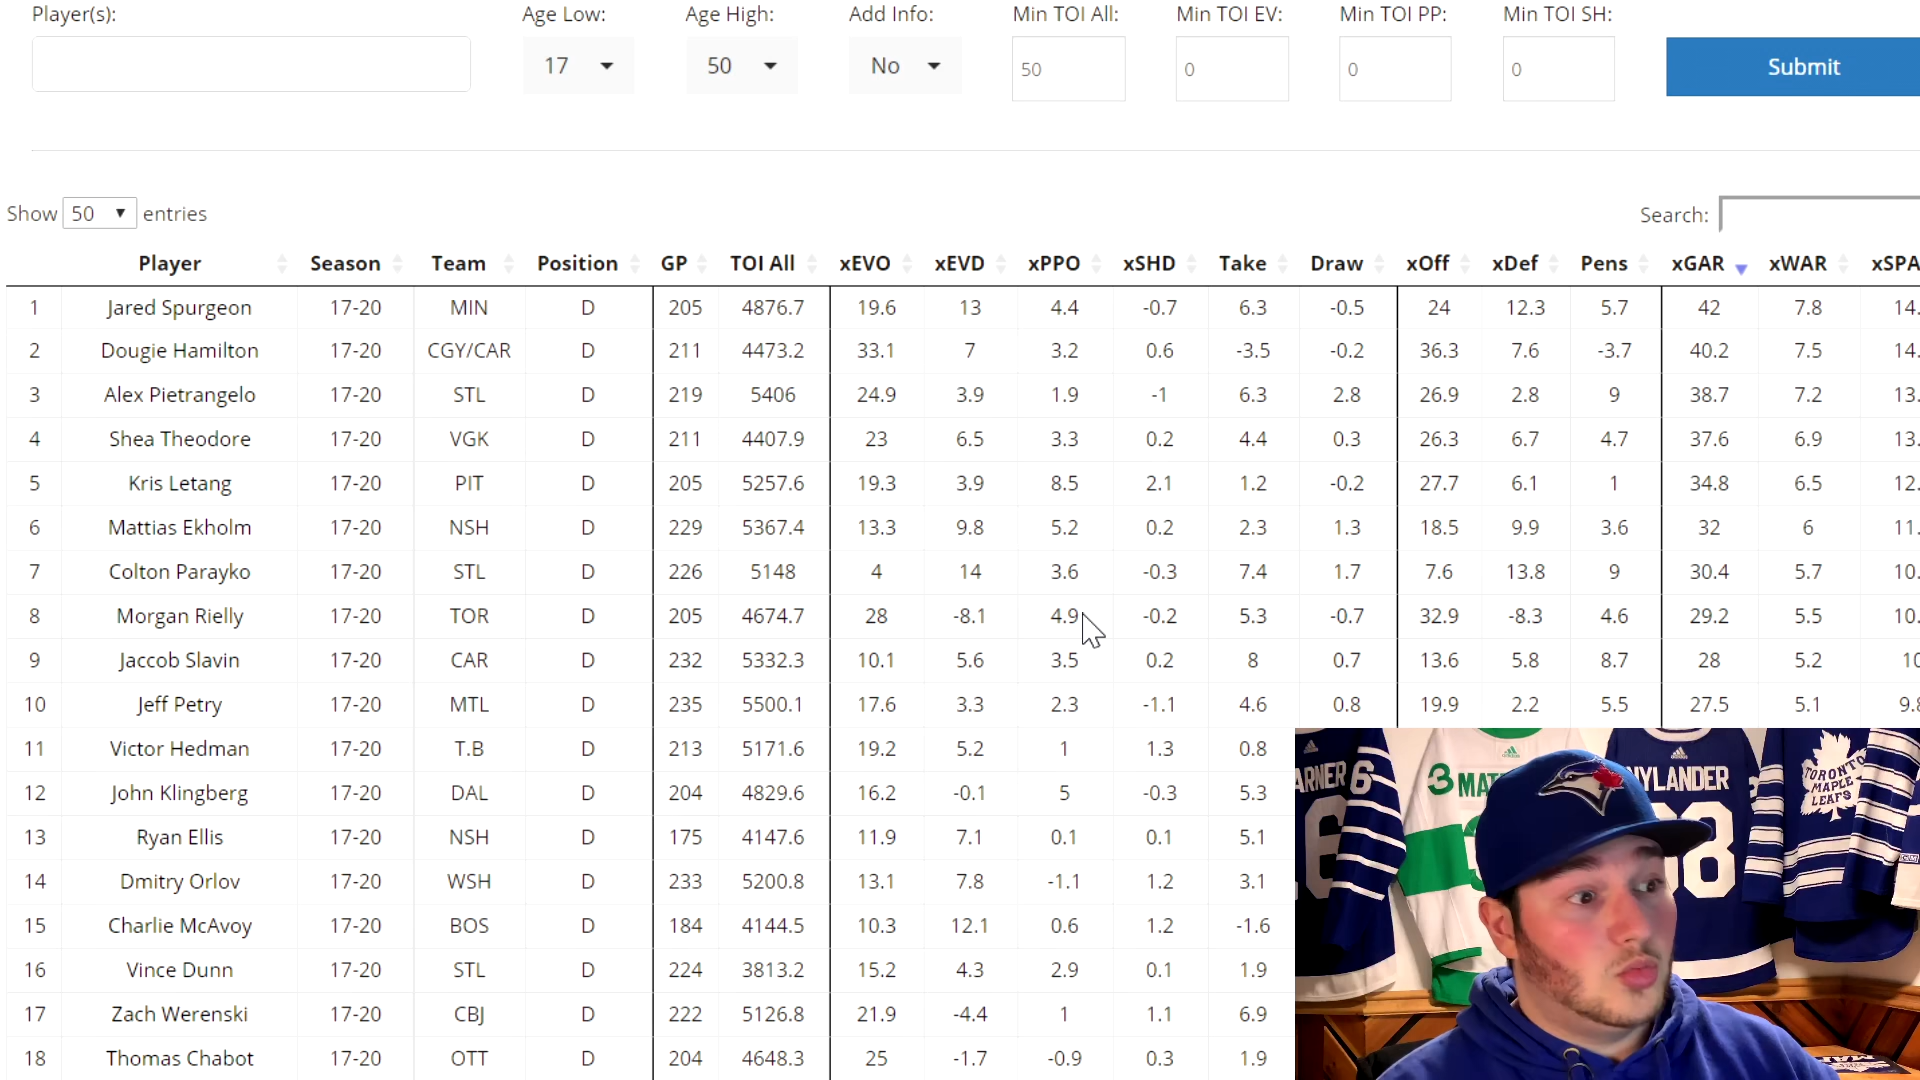 Player(s): Age Low: Age High: Add Info: Min TOI All: Min TOI EV: Min TOI PP: Min TOI SH:
17 50 No 50 0 0 0 Submit
Show 50 entries Search:
Player Season Team Position GP TOI All xEVO xEVD xPPO xSHD Take Draw xOff xDef Pens xGAR xWAR xSPA
1 Jared Spurgeon 17-20 MIN D 205 4876.7 19.6 13 4.4 -0.7 6.3 -0.5 24 12.3 5.7 42 7.8 14.
2 Dougie Hamilton 17-20 CGY/CAR D 211 4473.2 33.1 7 3.2 0.6 -3.5 -0.2 36.3 7.6 -3.7 40.2 7.5 14.
3 Alex Pietrangelo 17-20 STL D 219 5406 24.9 3.9 1.9 -1 6.3 2.8 26.9 2.8 9 38.7 7.2 13.
4 Shea Theodore 17-20 VGK D 211 4407.9 23 6.5 3.3 0.2 4.4 0.3 26.3 6.7 4.7 37.6 6.9 13.
5 Kris Letang 17-20 PIT D 205 5257.6 19.3 3.9 8.5 2.1 1.2 -0.2 27.7 6.1 1 34.8 6.5 12.
6 Mattias Ekholm 17-20 NSH D 229 5367.4 13.3 9.8 5.2 0.2 2.3 1.3 18.5 9.9 3.6 32 6 11.
7 Colton Parayko 17-20 STL D 226 5148 4 14 3.6 -0.3 7.4 1.7 7.6 13.8 9 30.4 5.7 10.
8 Morgan Rielly 17-20 TOR D 205 4674.7 28 -8.1 4.9 -0.2 5.3 -0.7 32.9 -8.3 4.6 29.2 5.5 10.
9 Jaccob Slavin 17-20 CAR D 232 5332.3 10.1 5.6 3.5 0.2 8 0.7 13.6 5.8 8.7 28 5.2 10
10 Jeff Petry 17-20 MTL D 235 5500.1 17.6 3.3 2.3 -1.1 4.6 0.8 19.9 2.2 5.5 27.5 5.1 9.8
11 Victor Hedman 17-20 T.B D 213 5171.6 19.2 5.2 1 1.3 0.8
12 John Klingberg 17-20 DAL D 204 4829.6 16.2 -0.1 5 -0.3 5.3
13 Ryan Ellis 17-20 NSH D 175 4147.6 11.9 7.1 0.1 0.1 5.1
14 Dmitry Orlov 17-20 WSH D 233 5200.8 13.1 7.8 -1.1 1.2 3.1
15 Charlie McAvoy 17-20 BOS D 184 4144.5 10.3 12.1 0.6 1.2 -1.6
16 Vince Dunn 17-20 STL D 224 3813.2 15.2 4.3 2.9 0.1 1.9
17 Zach Werenski 17-20 CBJ D 222 5126.8 21.9 -4.4 1 1.1 6.9
18 Thomas Chabot 17-20 OTT D 204 4648.3 25 -1.7 -0.9 0.3 1.9
ARNER 6
3 MAT
NYLANDER
88
TORONTO
MAPLE
LEAFS